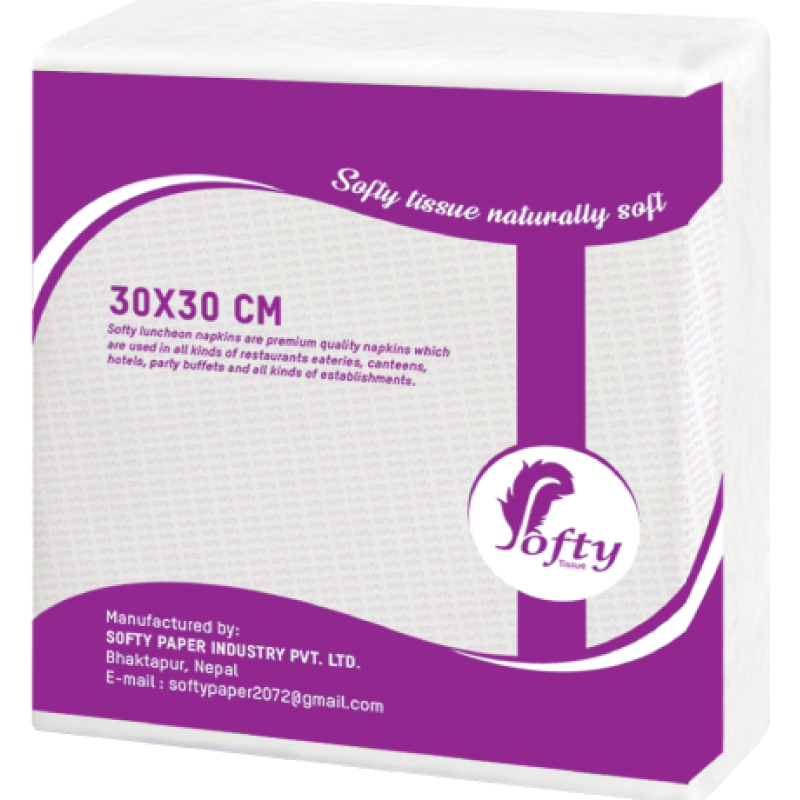 Softy tissue naturally soft
30X30 CM
Softy luncheon napkins are premium quality napkins which
are used in all kinds of restaurants eateries, canteens,
hotels, party buffets and all kinds of establishments.
Softy
Tissue
Manufactured by:
SOFTY PAPER INDUSTRY PVT. LTD.
Bhaktapur, Nepal
E-mail : softypaper2072@gmail.com